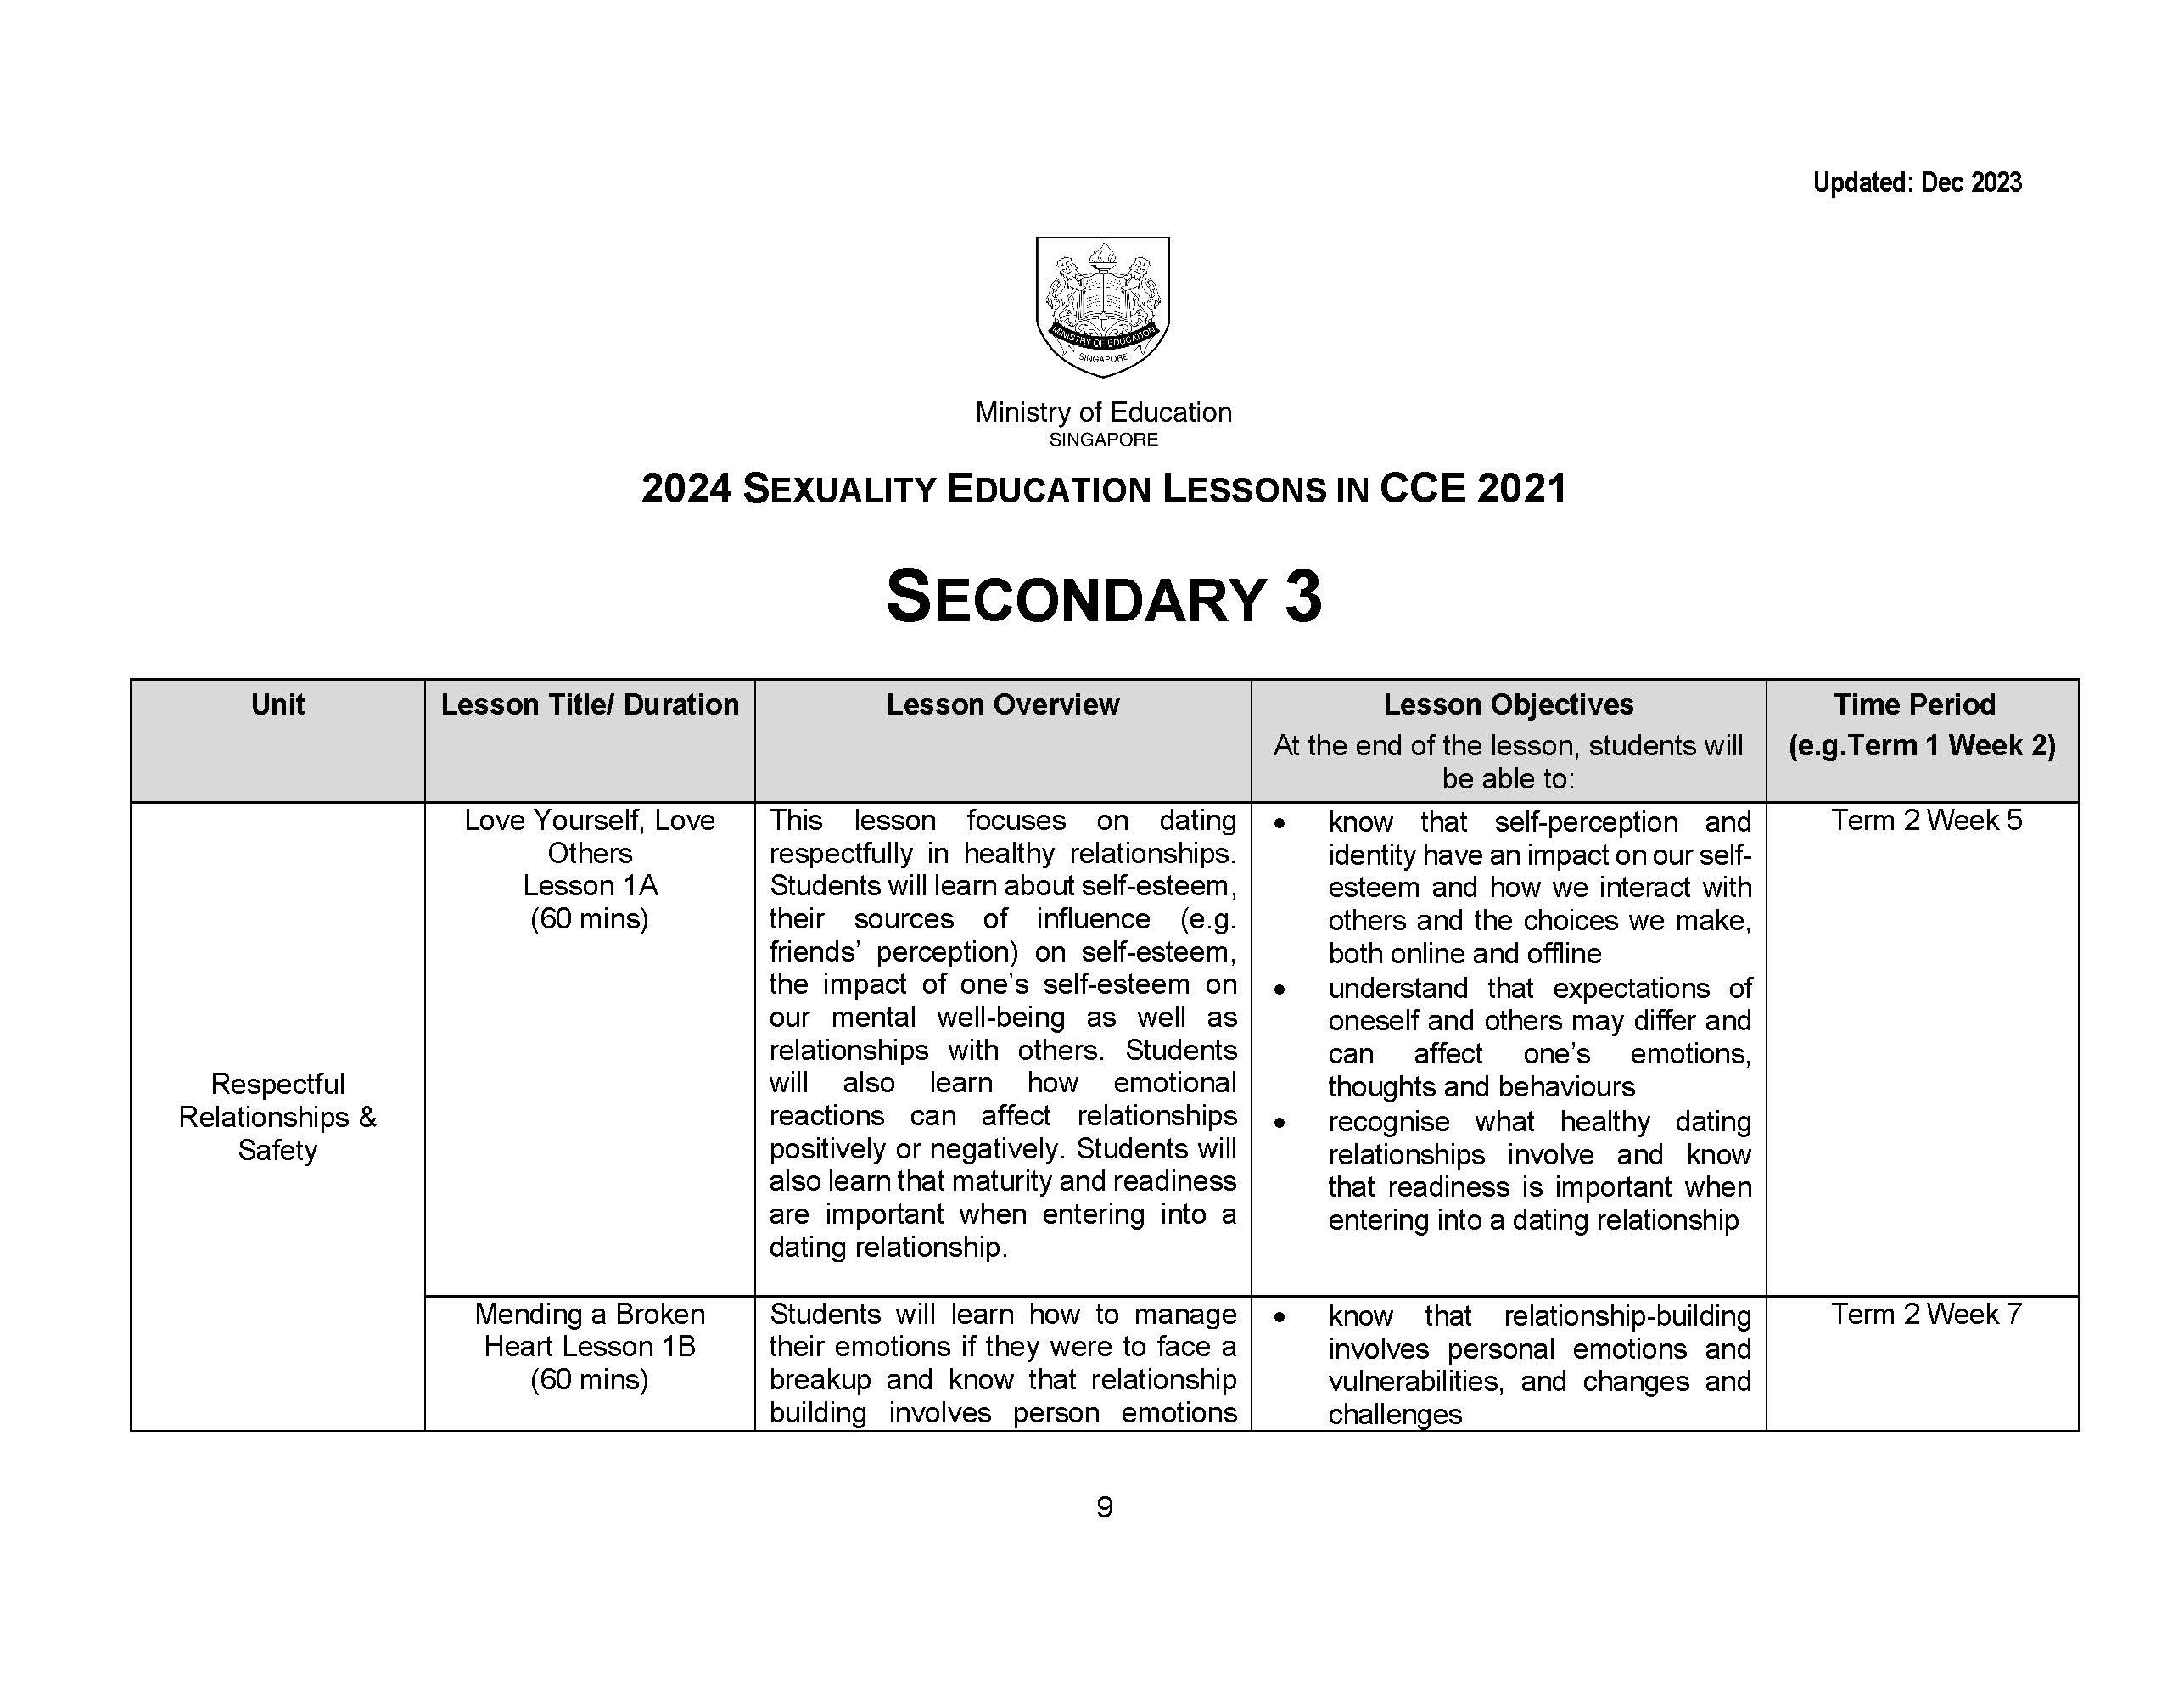 Updated: Dec 2023
MINISTRY OF EDUCATION
SINGAPORE
Ministry of Education
SINGAPORE
2024 SEXUALITY EDUCATION LESSONS IN CCE 2021
SECONDARY 3
Unit
Lesson Title/ Duration
Lesson Overview
Lesson Objectives
At the end of the lesson, students will
be able to:
Time Period
(e.g.Term 1 Week 2)
Respectful
Relationships &
Safety
Love Yourself, Love
Others
Lesson 1A
(60 mins)
This lesson focuses on dating
respectfully in healthy relationships.
Students will learn about self-esteem,
their sources of influence (e.g.
friends’ perception) on self-esteem,
the impact of one’s self-esteem on
our mental well-being as well as
relationships with others. Students
will also learn how emotional
reactions can affect relationships
positively or negatively. Students will
also learn that maturity and readiness
are important when entering into a
dating relationship.
• know that self-perception and
identity have an impact on our self-
esteem and how we interact with
others and the choices we make,
both online and offline
• understand that expectations of
oneself and others may differ and
can affect one’s emotions,
thoughts and behaviours
• recognise what healthy dating
relationships involve and know
that readiness is important when
entering into a dating relationship
Term 2 Week 5
Mending a Broken
Heart Lesson 1B
(60 mins)
Students will learn how to manage
their emotions if they were to face a
breakup and know that relationship
building involves person emotions
• know that relationship-building
involves personal emotions and
vulnerabilities, and changes and
challenges
Term 2 Week 7
9